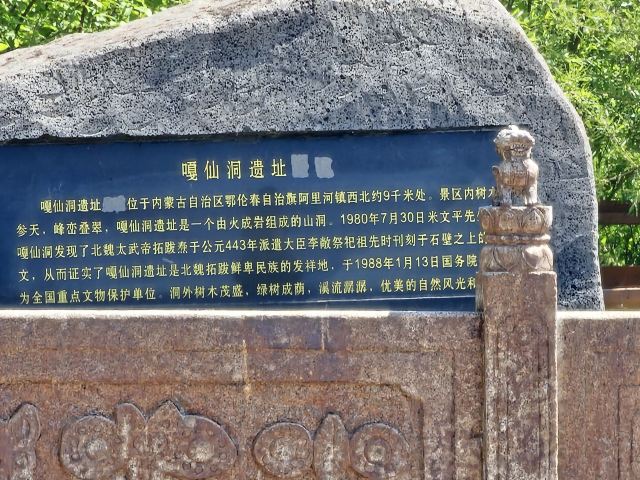 嘎仙洞遗址
嘎仙洞遗址 位于内蒙古自治区鄂伦春自治旗阿里河镇西北约9千米处。景区内树木
参天，峰峦叠翠，嘎仙洞遗址是一个由火成岩组成的山洞。1980年7月30日米文平先
嘎仙洞发现了北魏太武帝拓跋焘于公元443年派遣大臣李敞祭祀祖先时刊刻于石壁之上的
文，从而证实了嘎仙洞遗址是北魏拓跋鲜卑民族的发祥地，于1988年1月13日国务院
为全国重点文物保护单位。洞外树木茂盛，绿树成荫，溪流潺潺，优美的自然风光和